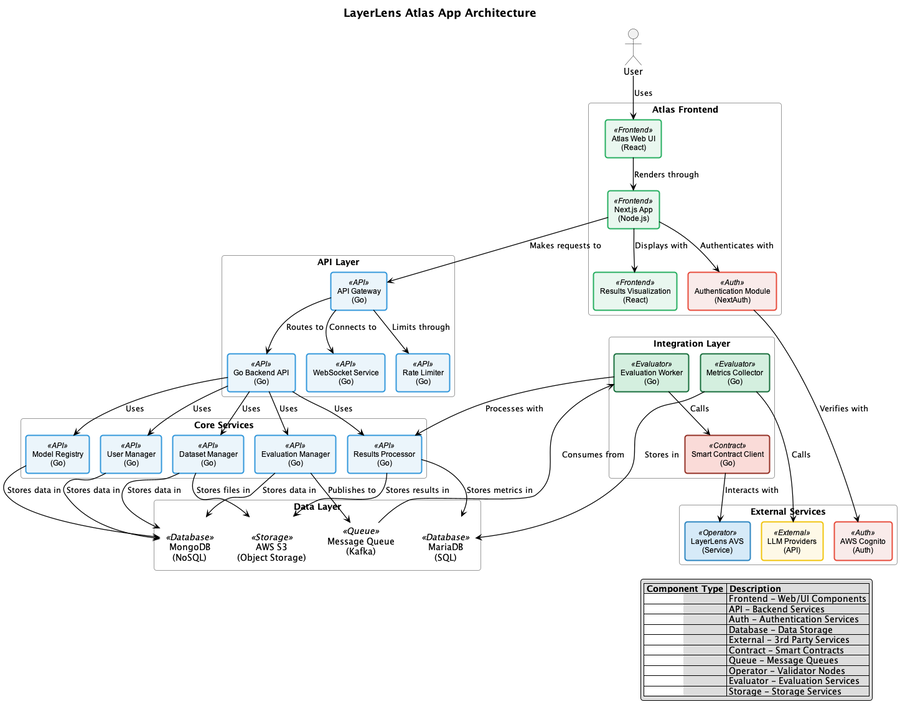 LayerLens Atlas App Architecture
User
Uses
Atlas Frontend
«Frontend»
Atlas Web UI
(React)
Renders through
«Frontend»
Next.js App
(Node.js)
Makes requests to
Displays with
Authenticates with
API Layer
«API»
API Gateway
(Go)
«Frontend»
Results Visualization
(React)
«Auth»
Authentication Module
(NextAuth)
Routes to
Connects to
Limits through
Integration Layer
«API»
Go Backend API
(Go)
«API»
WebSocket Service
(Go)
«API»
Rate Limiter
(Go)
«Evaluator»
Evaluation Worker
(Go)
«Evaluator»
Metrics Collector
(Go)
Uses
Uses
Uses
Uses
Uses
Processes with
Calls
Verifies with
Core Services
«API»
Model Registry
(Go)
«API»
User Manager
(Go)
«API»
Dataset Manager
(Go)
«API»
Evaluation Manager
(Go)
«API»
Results Processor
(Go)
Consumes from
Stored in
«Contract»
Smart Contract Client
(Go)
Calls
Stores data in
Stores data in
Stores data in
Stores files in
Stores data in
Publishes to
Stores results in
Stores metrics in
Interacts with
Data Layer
«Database»
MongoDB
(NoSQL)
«Storage»
AWS S3
(Object Storage)
«Queue»
Message Queue
(Kafka)
«Database»
MariaDB
(SQL)
External Services
«Operator»
LayerLens AVS
(Service)
«External»
LLM Providers
(API)
«Auth»
AWS Cognito
(Auth)
Component Type Description
Frontend - Web/UI Components
API - Backend Services
Auth - Authentication Services
Database - Data Storage
External - 3rd Party Services
Contract - Smart Contracts
Queue - Message Queues
Operator - Validator Nodes
Evaluator - Evaluation Services
Storage - Storage Services